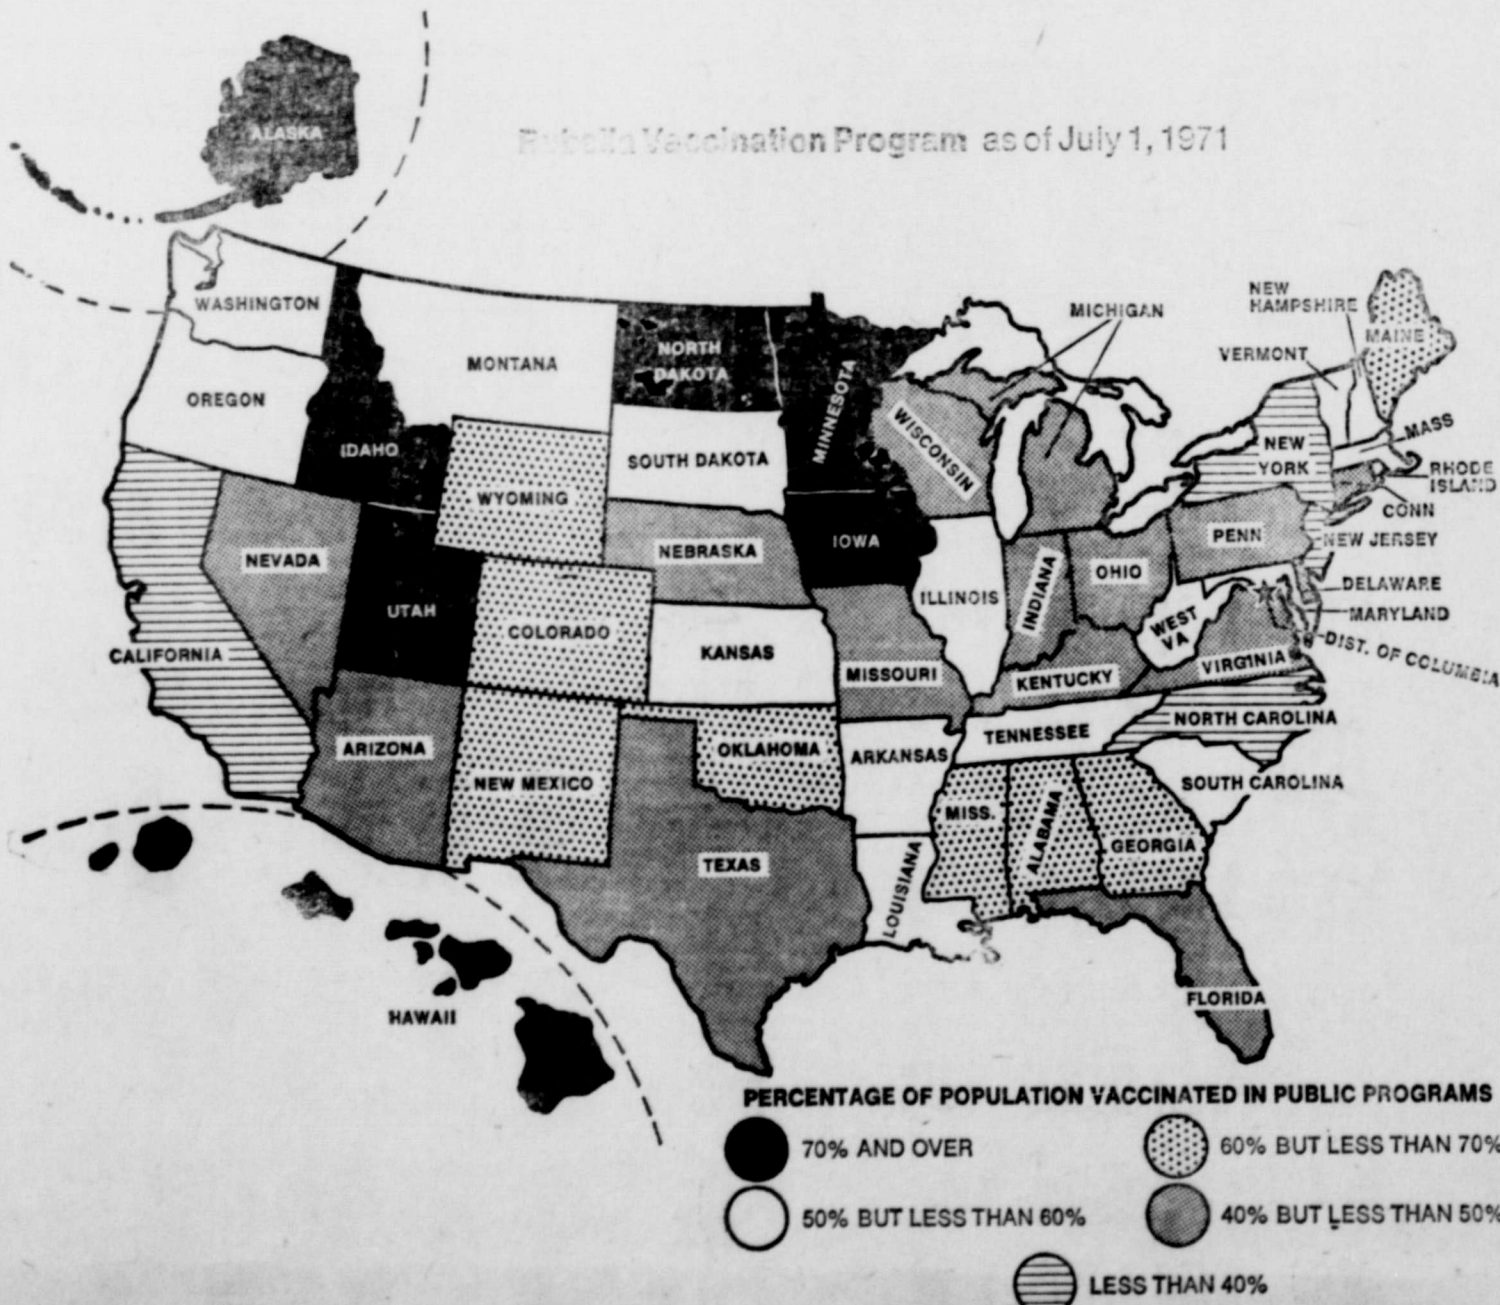 ALASKA
Rubella Vaccination Program as of July 1, 1971
WASHINGTON
MONTANA
NORTH
DAKOTA
MINNESOTA
MICHIGAN
NEW
HAMPSHIRE
MAINE
VERMONT
OREGON
IDAHO
WYOMING
SOUTH DAKOTA
WISCONSIN
NEW
YORK
MASS
RHODE
ISLAND
CONN
NEVADA
UTAH
NEBRASKA
IOWA
ILLINOIS
INDIANA
OHIO
PENN
NEW JERSEY
DELAWARE
MARYLAND
DIST. OF COLUMBIA
CALIFORNIA
COLORADO
KANSAS
MISSOURI
KENTUCKY
WEST
VA
VIRGINIA
ARIZONA
NEW MEXICO
OKLAHOMA
ARKANSAS
TENNESSEE
NORTH CAROLINA
SOUTH CAROLINA
TEXAS
LOUISIANA
MISS.
ALABAMA
GEORGIA
FLORIDA
HAWAII
PERCENTAGE OF POPULATION VACCINATED IN PUBLIC PROGRAMS
70% AND OVER
60% BUT LESS THAN 70%
50% BUT LESS THAN 60%
40% BUT LESS THAN 50%
LESS THAN 40%